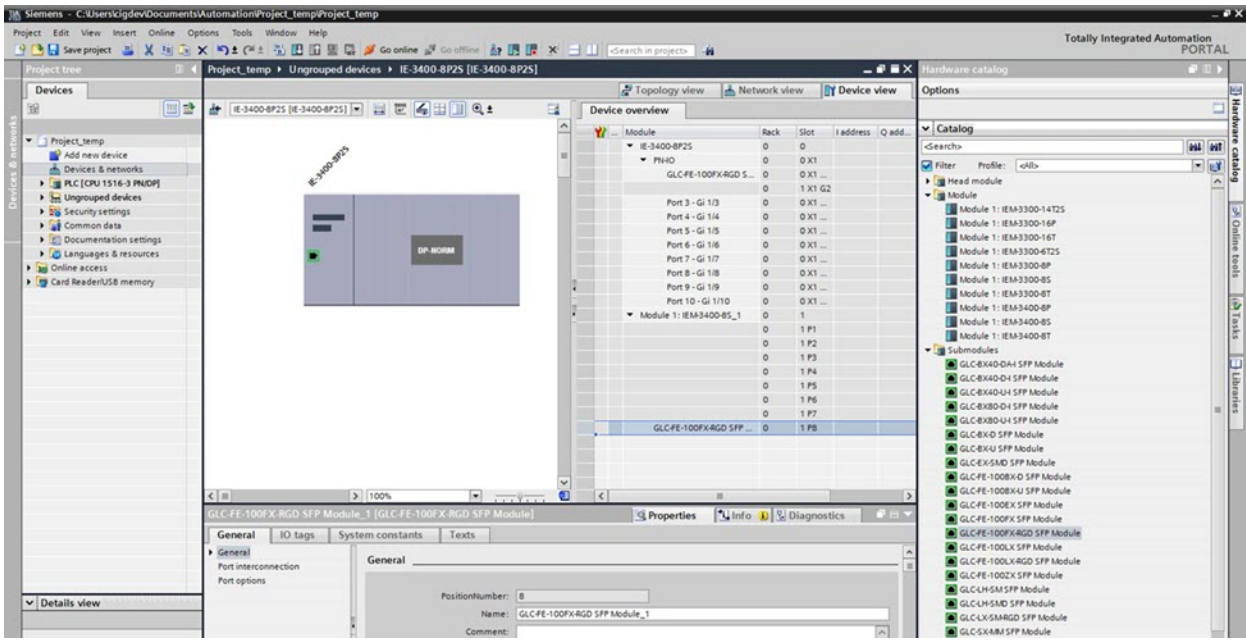 Siemens - C:\Users\cigdev\Documents\Automation\Project_temp\Project_temp
Project Edit View Insert Online Options Tools Window Help
Totally Integrated Automation
PORTAL
Save project
Go online
Go offline
<Search in project>
Project tree
Devices
Project_temp
Add new device
Devices & networks
PLC [CPU 1516-3 PN/DP]
Ungrouped devices
Security settings
Common data
Documentation settings
Languages & resources
Online access
Card Reader/USB memory
Details view
Devices & networks
Project_temp ▸ Ungrouped devices ▸ IE-3400-8P2S [IE-3400-8P2S]
Topology view
Network view
Device view
IE-3400-8P2S [IE-3400-8P2S]
IE-3400-8P2S
DP-NORM
100%
Device overview
... Module Rack Slot I address Q add...
IE-3400-8P2S 0 0
PN-IO 0 0 X1
GLC-FE-100FX-RGD S... 0 0 X1 ...
0 1 X1 G2
Port 3 - Gi 1/3 0 0 X1 ...
Port 4 - Gi 1/4 0 0 X1 ...
Port 5 - Gi 1/5 0 0 X1 ...
Port 6 - Gi 1/6 0 0 X1 ...
Port 7 - Gi 1/7 0 0 X1 ...
Port 8 - Gi 1/8 0 0 X1 ...
Port 9 - Gi 1/9 0 0 X1 ...
Port 10 - Gi 1/10 0 0 X1 ...
Module 1: IEM-3400-8S_1 0 1
0 1 P1
0 1 P2
0 1 P3
0 1 P4
0 1 P5
0 1 P6
0 1 P7
GLC-FE-100FX-RGD SFP ... 0 1 P8
GLC-FE-100FX-RGD SFP Module_1 [GLC-FE-100FX-RGD SFP Module]
Properties
Info
Diagnostics
General
IO tags
System constants
Texts
General
Port interconnection
Port options
General
PositionNumber: 8
Name: GLC-FE-100FX-RGD SFP Module_1
Comment:
Hardware catalog
Options
Catalog
<Search>
Filter
Profile: <All>
Head module
Module
Module 1: IEM-3300-14T2S
Module 1: IEM-3300-16P
Module 1: IEM-3300-16T
Module 1: IEM-3300-6T2S
Module 1: IEM-3300-8P
Module 1: IEM-3300-8S
Module 1: IEM-3300-8T
Module 1: IEM-3400-8P
Module 1: IEM-3400-8S
Module 1: IEM-3400-8T
Submodules
GLC-BX40-DA-I SFP Module
GLC-BX40-D-I SFP Module
GLC-BX40-U-I SFP Module
GLC-BX80-D-I SFP Module
GLC-BX80-U-I SFP Module
GLC-BX-D SFP Module
GLC-BX-U SFP Module
GLC-EX-SMD SFP Module
GLC-FE-100BX-D SFP Module
GLC-FE-100BX-U SFP Module
GLC-FE-100EX SFP Module
GLC-FE-100FX SFP Module
GLC-FE-100FX-RGD SFP Module
GLC-FE-100LX SFP Module
GLC-FE-100LX-RGD SFP Module
GLC-FE-100ZX SFP Module
GLC-LH-SM SFP Module
GLC-LH-SMD SFP Module
GLC-LX-SM-RGD SFP Module
GLC-SX-MM SFP Module
Hardware catalog
Online tools
Tasks
Libraries